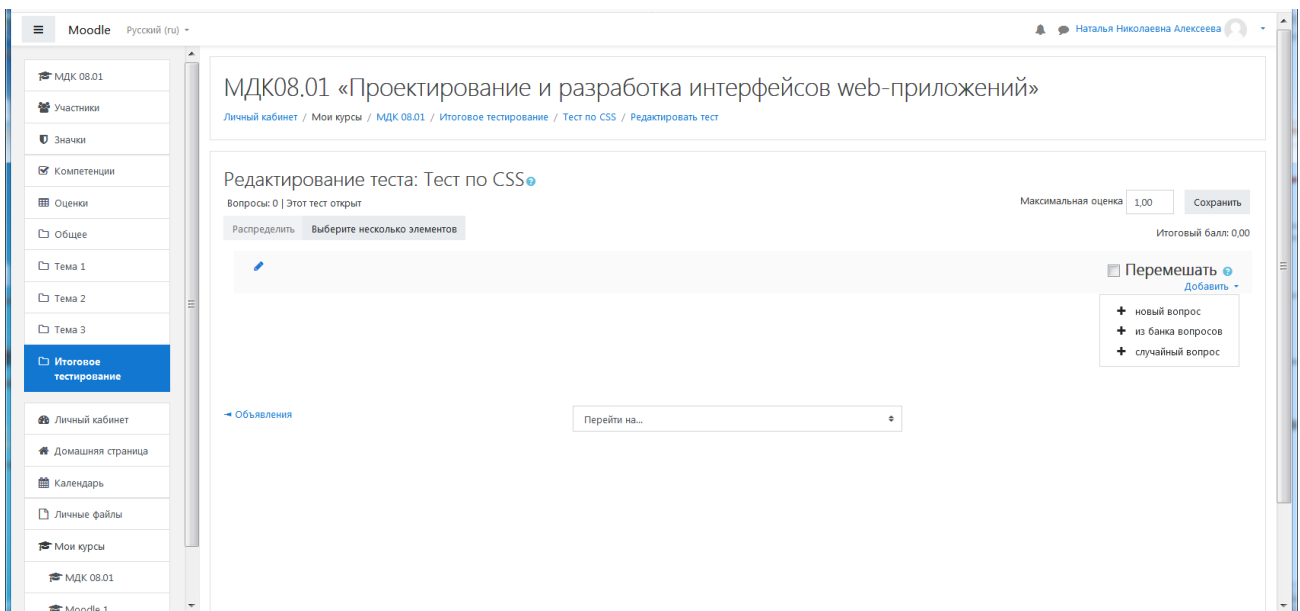 Moodle Русский (ru)
Наталья Николаевна Алексеева
МДК 08.01
Участники
Значки
Компетенции
Оценки
Общее
Тема 1
Тема 2
Тема 3
Итоговое
тестирование
Личный кабинет
Домашняя страница
Календарь
Личные файлы
Мои курсы
МДК 08.01
Moodle 1
МДК08.01 «Проектирование и разработка интерфейсов web-приложений»
Личный кабинет / Мои курсы / МДК 08.01 / Итоговое тестирование / Тест по CSS / Редактировать тест
Редактирование теста: Тест по CSS
Вопросы: 0 | Этот тест открыт
Максимальная оценка 1,00 Сохранить
Распределить Выберите несколько элементов
Итоговый балл: 0,00
Перемешать
Добавить
новый вопрос
из банка вопросов
случайный вопрос
Объявления
Перейти на...